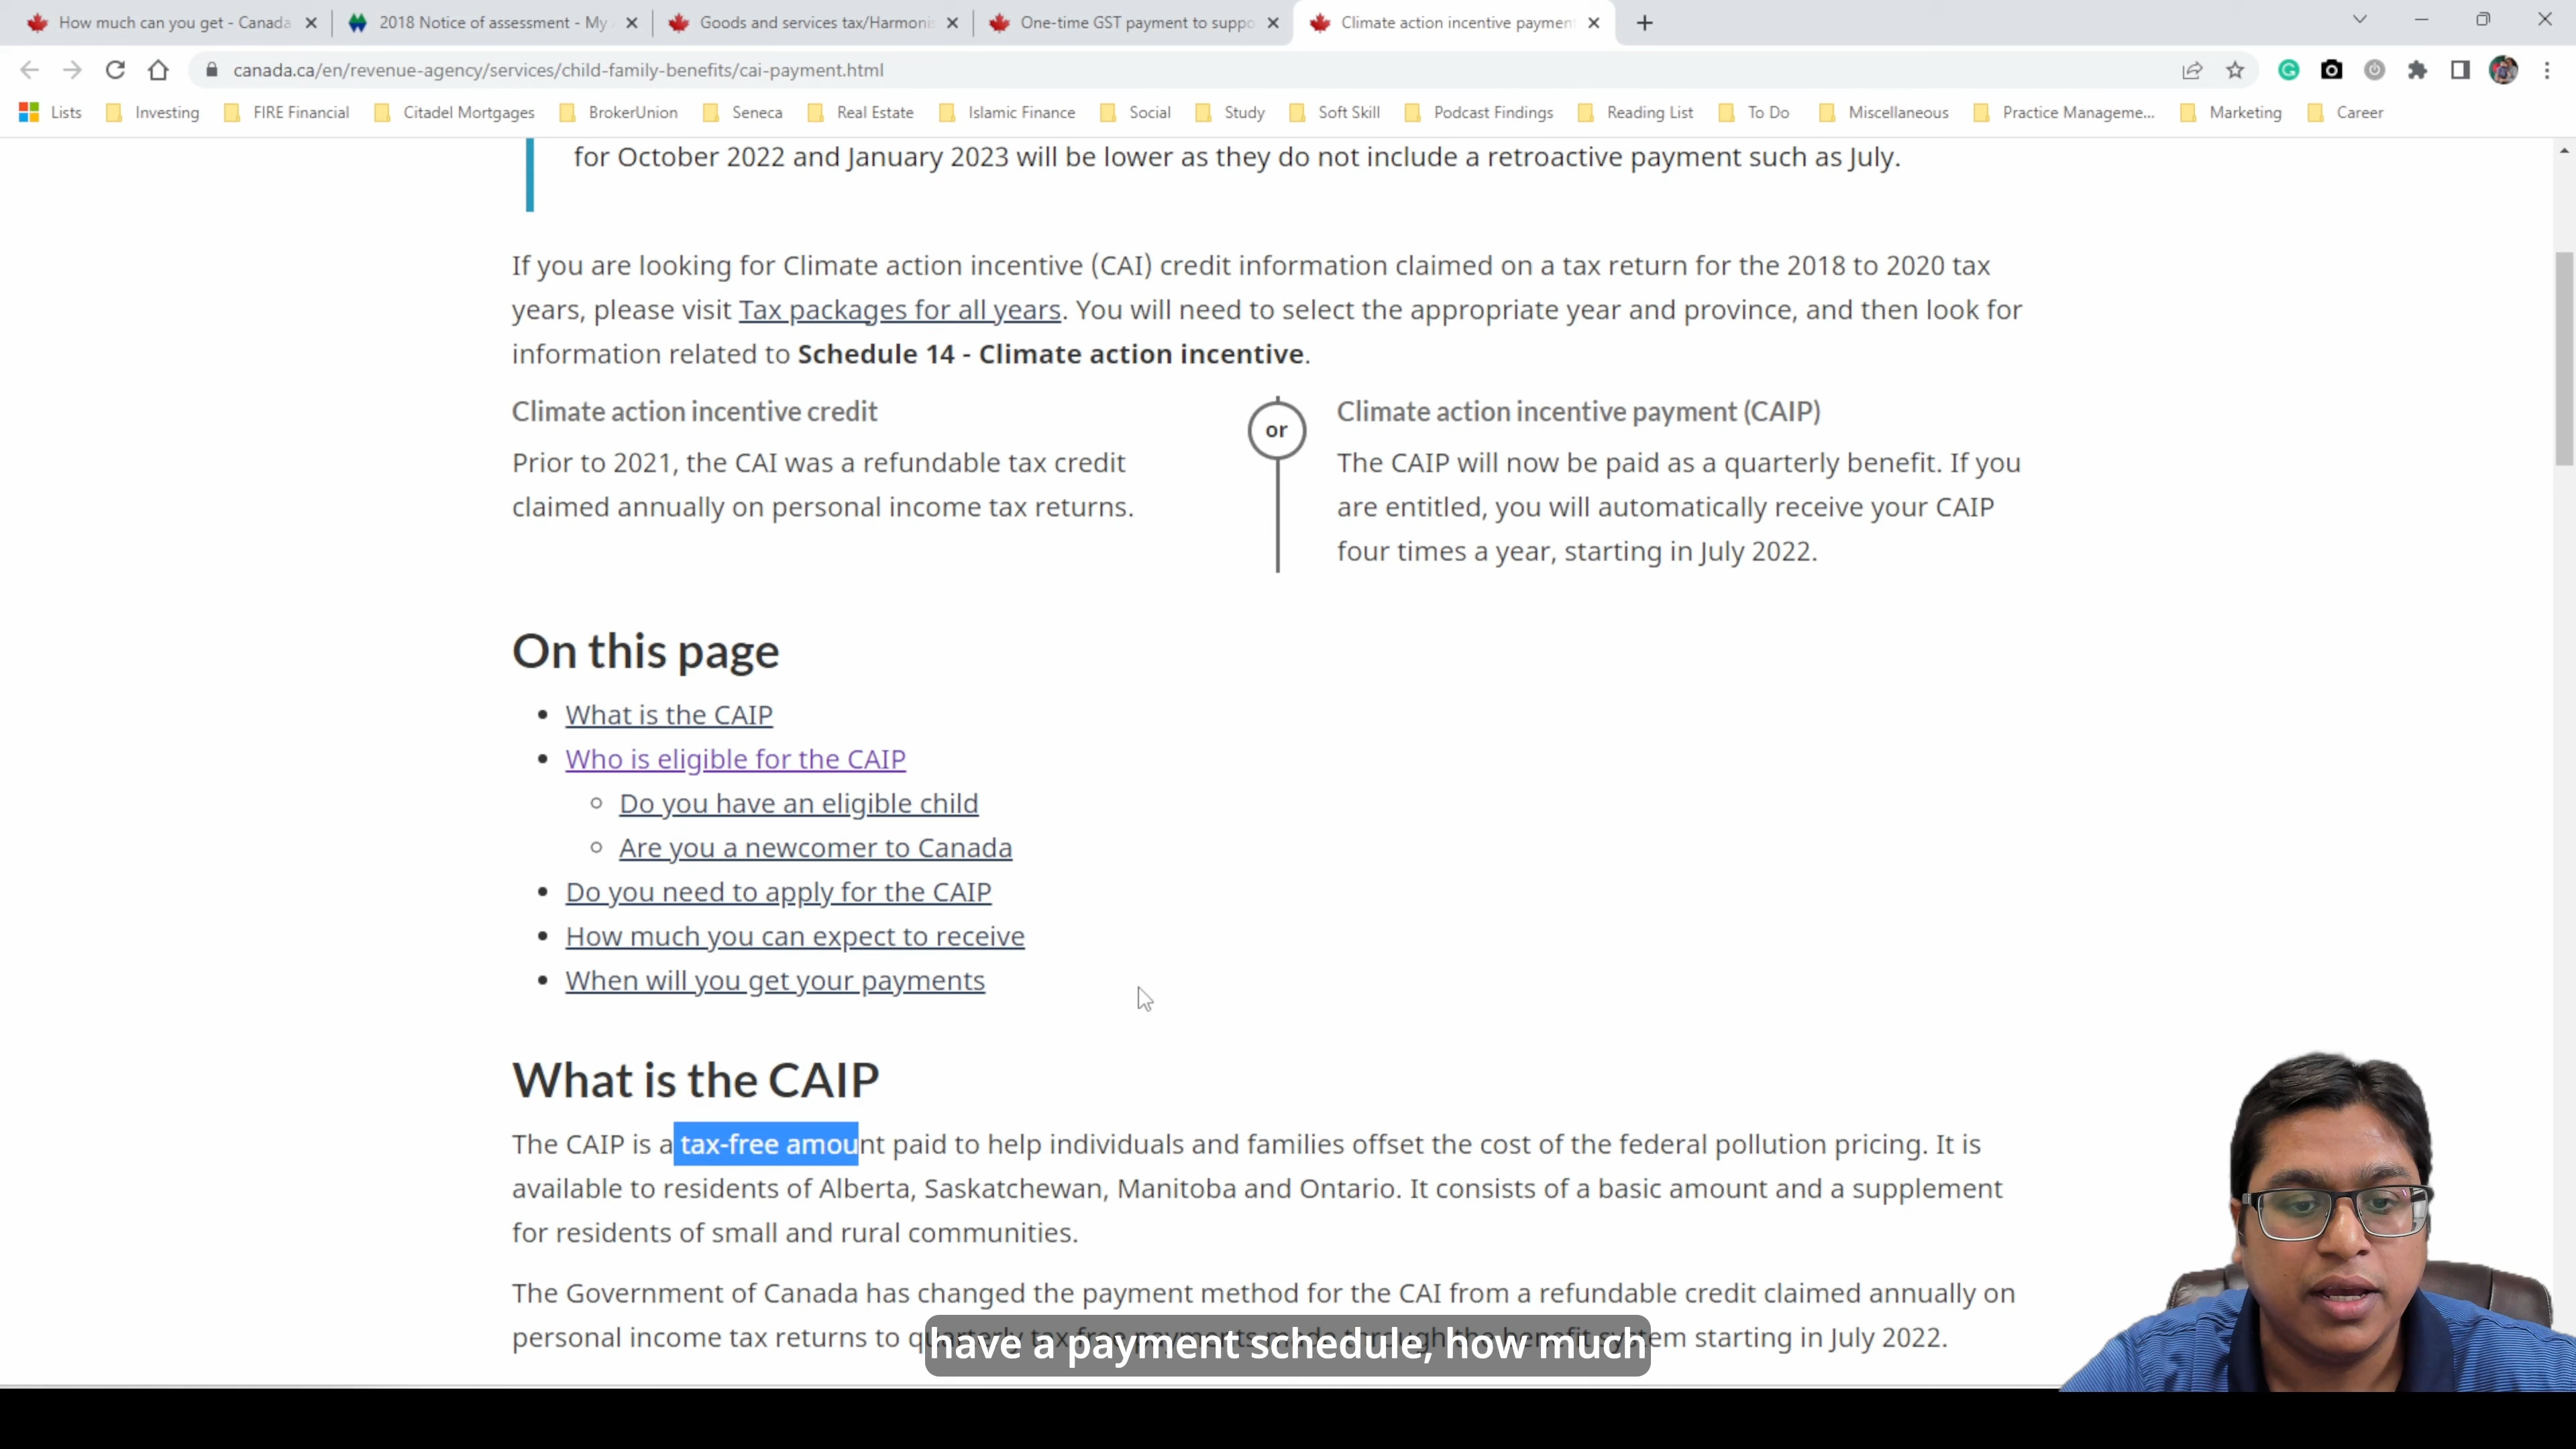 How much can you get - Canada
2018 Notice of assessment - My
Goods and services tax/Harmonis
One-time GST payment to suppo
Climate action incentive paymen
canada.ca/en/revenue-agency/services/child-family-benefits/cai-payment.html
Lists
Investing
FIRE Financial
Citadel Mortgages
BrokerUnion
Seneca
Real Estate
Islamic Finance
Social
Study
Soft Skill
Podcast Findings
Reading List
To Do
Miscellaneous
Practice Manageme...
Marketing
Career
for October 2022 and January 2023 will be lower as they do not include a retroactive payment such as July.
If you are looking for Climate action incentive (CAI) credit information claimed on a tax return for the 2018 to 2020 tax
years, please visit Tax packages for all years. You will need to select the appropriate year and province, and then look for
information related to Schedule 14 - Climate action incentive.
Climate action incentive credit
Prior to 2021, the CAI was a refundable tax credit
claimed annually on personal income tax returns.
or
Climate action incentive payment (CAIP)
The CAIP will now be paid as a quarterly benefit. If you
are entitled, you will automatically receive your CAIP
four times a year, starting in July 2022.
On this page
• What is the CAIP
• Who is eligible for the CAIP
◦ Do you have an eligible child
◦ Are you a newcomer to Canada
• Do you need to apply for the CAIP
• How much you can expect to receive
• When will you get your payments
What is the CAIP
The CAIP is a tax-free amount paid to help individuals and families offset the cost of the federal pollution pricing. It is
available to residents of Alberta, Saskatchewan, Manitoba and Ontario. It consists of a basic amount and a supplement
for residents of small and rural communities.
The Government of Canada has changed the payment method for the CAI from a refundable credit claimed annually on
personal income tax returns to quarterly tax-free payments made through the benefit system starting in July 2022.
have a payment schedule, how much